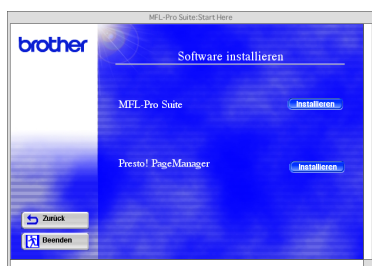 MFL-Pro Suite:Start Here
brother
Software installieren
MFL-Pro Suite
Installieren
Presto! PageManager
Installieren
Zurück
Beenden